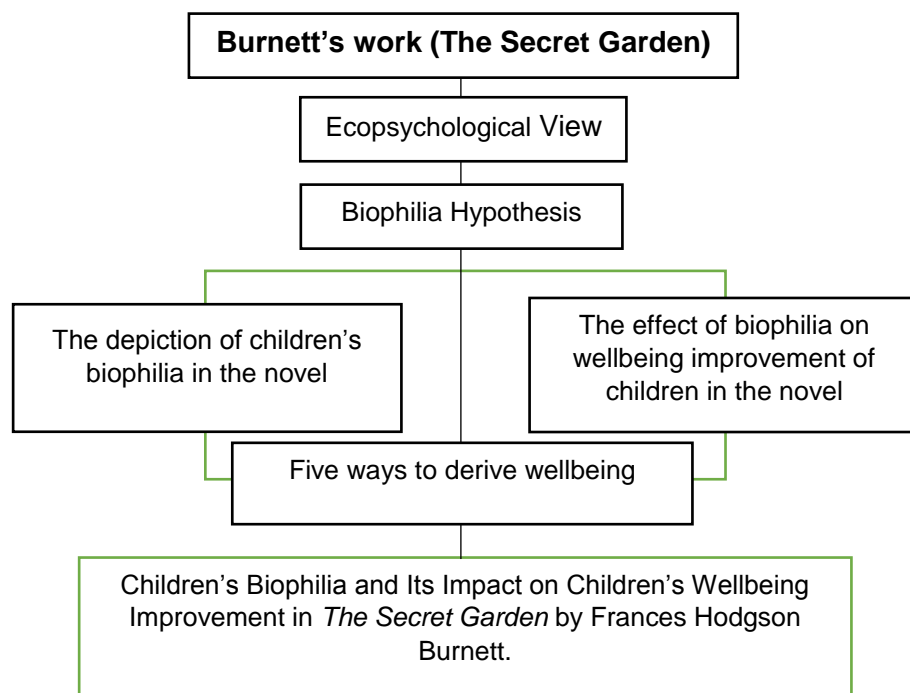 Burnett’s work (The Secret Garden)
Ecopsychological View
Biophilia Hypothesis
The depiction of children’s
biophilia in the novel
The effect of biophilia on
wellbeing improvement of
children in the novel
Five ways to derive wellbeing
Children’s Biophilia and Its Impact on Children’s Wellbeing
Improvement in The Secret Garden by Frances Hodgson
Burnett.